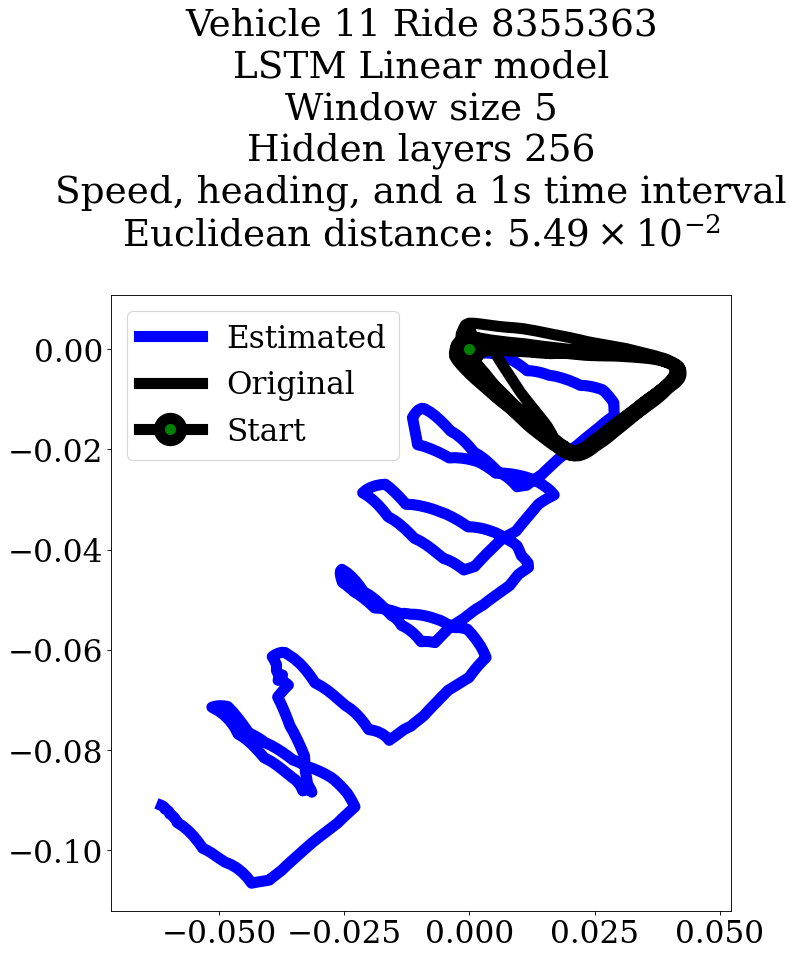 Vehicle 11 Ride 8355363
LSTM Linear model
Window size 5
Hidden layers 256
Speed, heading, and a 1s time interval
Euclidean distance: 5.49 × 10⁻²
Estimated
Original
Start
0.00
−0.02
−0.04
−0.06
−0.08
−0.10
−0.050 −0.025 0.000 0.025 0.050